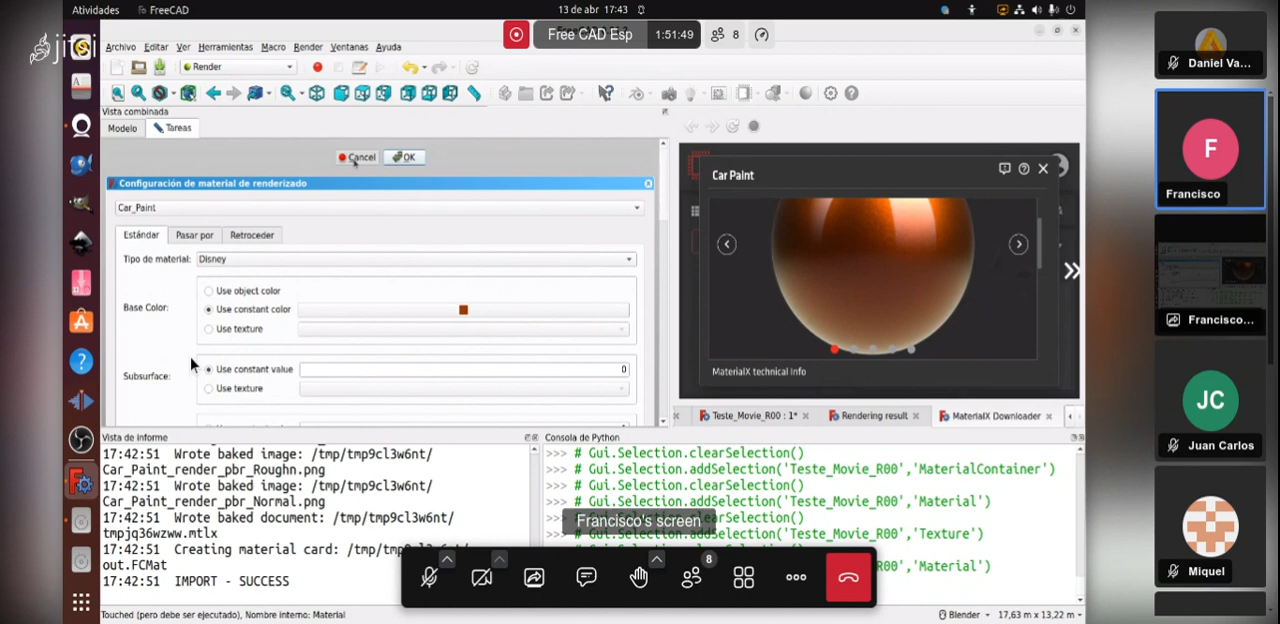 Atividades
FreeCAD
13 de abr 17:43
jitsi
Archivo Editar Ver Herramientas Macro Render Ventanas Ayuda
Free CAD Esp 1:51:49 8
Render
Vista combinada
Modelo Tareas
Cancel OK
Configuración de material de renderizado
Car_Paint
Estándar Pasar por Retroceder
Tipo de material: Disney
Base Color:
Use object color
Use constant color
Use texture
Subsurface:
Use constant value 0
Use texture
Car Paint
MaterialX technical Info
Teste_Movie_R00 : 1* Rendering result MaterialX Downloader
Vista de informe
17:42:51 Wrote baked image: /tmp/tmp9cl3w6nt/
Car_Paint_render_pbr_Roughn.png
17:42:51 Wrote baked image: /tmp/tmp9cl3w6nt/
Car_Paint_render_pbr_Normal.png
17:42:51 Wrote baked document: /tmp/tmp9cl3w6nt/
tmpjq36wzww.mtlx
17:42:51 Creating material card: /tmp/
out.FCMat
17:42:51 IMPORT - SUCCESS
Consola de Python
>>> # Gui.Selection.clearSelection()
>>> # Gui.Selection.addSelection('Teste_Movie_R00','MaterialContainer')
>>> # Gui.Selection.clearSelection()
>>> # Gui.Selection.addSelection('Teste_Movie_R00','Material')
earSelection()
>>> # Gui.Selection.addSelection('Teste_Movie_R00','Texture')
,'Material')
Francisco's screen
8
Touched (pero debe ser ejecutado), Nombre interno: Material
Blender 17,63 m x 13,22 m
Daniel Va...
F
Francisco
Francisco...
JC
Juan Carlos
Miquel